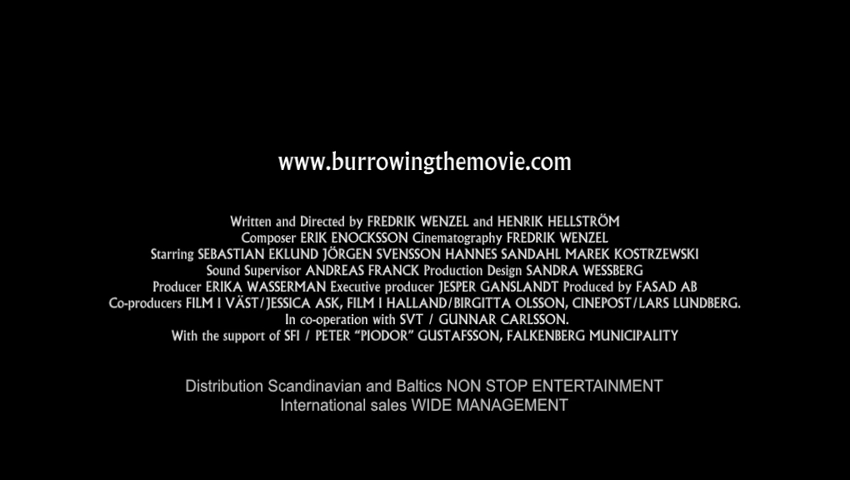 www.burrowingthemovie.com
Written and Directed by FREDRIK WENZEL and HENRIK HELLSTRÖM
Composer ERIK ENOCKSSON Cinematography FREDRIK WENZEL
Starring SEBASTIAN EKLUND JÖRGEN SVENSSON HANNES SANDAHL MAREK KOSTRZEWSKI
Sound Supervisor ANDREAS FRANCK Production Design SANDRA WESSBERG
Producer ERIKA WASSERMAN Executive producer JESPER GANSLANDT Produced by FASAD AB
Co-producers FILM I VÄST/JESSICA ASK, FILM I HALLAND/BIRGITTA OLSSON, CINEPOST/LARS LUNDBERG.
In co-operation with SVT / GUNNAR CARLSSON.
With the support of SFI / PETER “PIODOR” GUSTAFSSON, FALKENBERG MUNICIPALITY
Distribution Scandinavian and Baltics NON STOP ENTERTAINMENT
International sales WIDE MANAGEMENT